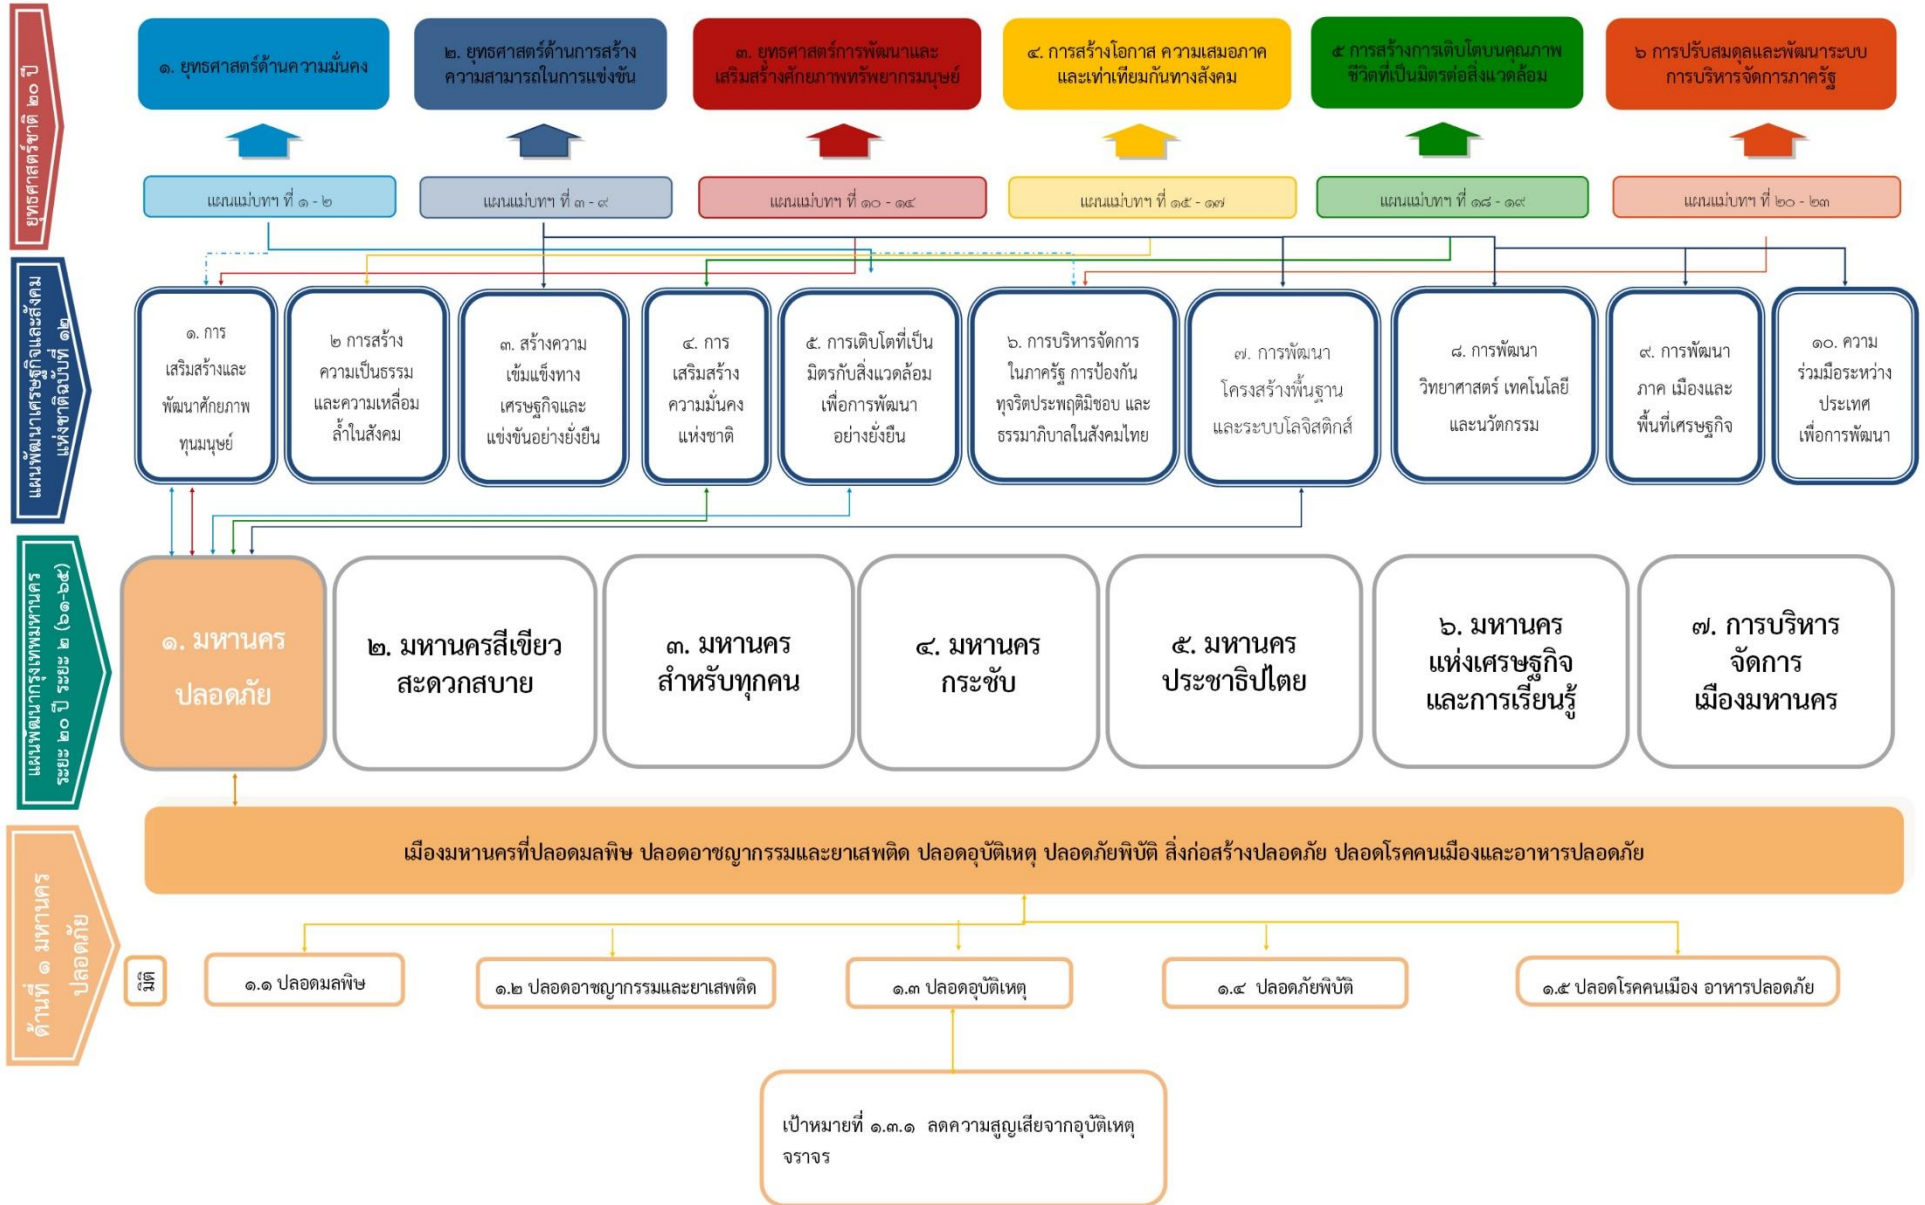 ยุทธศาสตร์ชาติ ๒๐ ปี
๑. ยุทธศาสตร์ด้านความมั่นคง
๒. ยุทธศาสตร์ด้านการสร้าง
ความสามารถในการแข่งขัน
๓. ยุทธศาสตร์การพัฒนาและ
เสริมสร้างศักยภาพทรัพยากรมนุษย์
๔. การสร้างโอกาส ความเสมอภาค
และเท่าเทียมกันทางสังคม
๕ การสร้างการเติบโตบนคุณภาพ
ชีวิตที่เป็นมิตรต่อสิ่งแวดล้อม
๖ การปรับสมดุลและพัฒนาระบบ
การบริหารจัดการภาครัฐ
แผนแม่บทฯ ที่ ๑ - ๒
แผนแม่บทฯ ที่ ๓ - ๙
แผนแม่บทฯ ที่ ๑๐ - ๑๔
แผนแม่บทฯ ที่ ๑๕ - ๑๗
แผนแม่บทฯ ที่ ๑๘ - ๑๙
แผนแม่บทฯ ที่ ๒๐ - ๒๓
แผนพัฒนาเศรษฐกิจและสังคม
แห่งชาติฉบับที่ ๑๒
๑. การ
เสริมสร้างและ
พัฒนาศักยภาพ
ทุนมนุษย์
๒ การสร้าง
ความเป็นธรรม
และความเหลื่อม
ล้ำในสังคม
๓. สร้างความ
เข้มแข็งทาง
เศรษฐกิจและ
แข่งขันอย่างยั่งยืน
๔. การ
เสริมสร้าง
ความมั่นคง
แห่งชาติ
๕. การเติบโตที่เป็น
มิตรกับสิ่งแวดล้อม
เพื่อการพัฒนา
อย่างยั่งยืน
๖. การบริหารจัดการ
ในภาครัฐ การป้องกัน
ทุจริตประพฤติมิชอบ และ
ธรรมาภิบาลในสังคมไทย
๗. การพัฒนา
โครงสร้างพื้นฐาน
และระบบโลจิสติกส์
๘. การพัฒนา
วิทยาศาสตร์ เทคโนโลยี
และนวัตกรรม
๙. การพัฒนา
ภาค เมืองและ
พื้นที่เศรษฐกิจ
๑๐. ความ
ร่วมมือระหว่าง
ประเทศ
เพื่อการพัฒนา
แผนพัฒนากรุงเทพมหานคร
ระยะ ๒๐ ปี ระยะ ๒ (๖๑-๖๕)
๑. มหานคร
ปลอดภัย
๒. มหานครสีเขียว
สะดวกสบาย
๓. มหานคร
สำหรับทุกคน
๔. มหานคร
กระชับ
๕. มหานคร
ประชาธิปไตย
๖. มหานคร
แห่งเศรษฐกิจ
และการเรียนรู้
๗. การบริหาร
จัดการ
เมืองมหานคร
ด้านที่ ๑ มหานคร
ปลอดภัย
เมืองมหานครที่ปลอดมลพิษ ปลอดอาชญากรรมและยาเสพติด ปลอดอุบัติเหตุ ปลอดภัยพิบัติ สิ่งก่อสร้างปลอดภัย ปลอดโรคคนเมืองและอาหารปลอดภัย
มิติ
๑.๑ ปลอดมลพิษ
๑.๒ ปลอดอาชญากรรมและยาเสพติด
๑.๓ ปลอดอุบัติเหตุ
๑.๔ ปลอดภัยพิบัติ
๑.๕ ปลอดโรคคนเมือง อาหารปลอดภัย
เป้าหมายที่ ๑.๓.๑ ลดความสูญเสียจากอุบัติเหตุ
จราจร